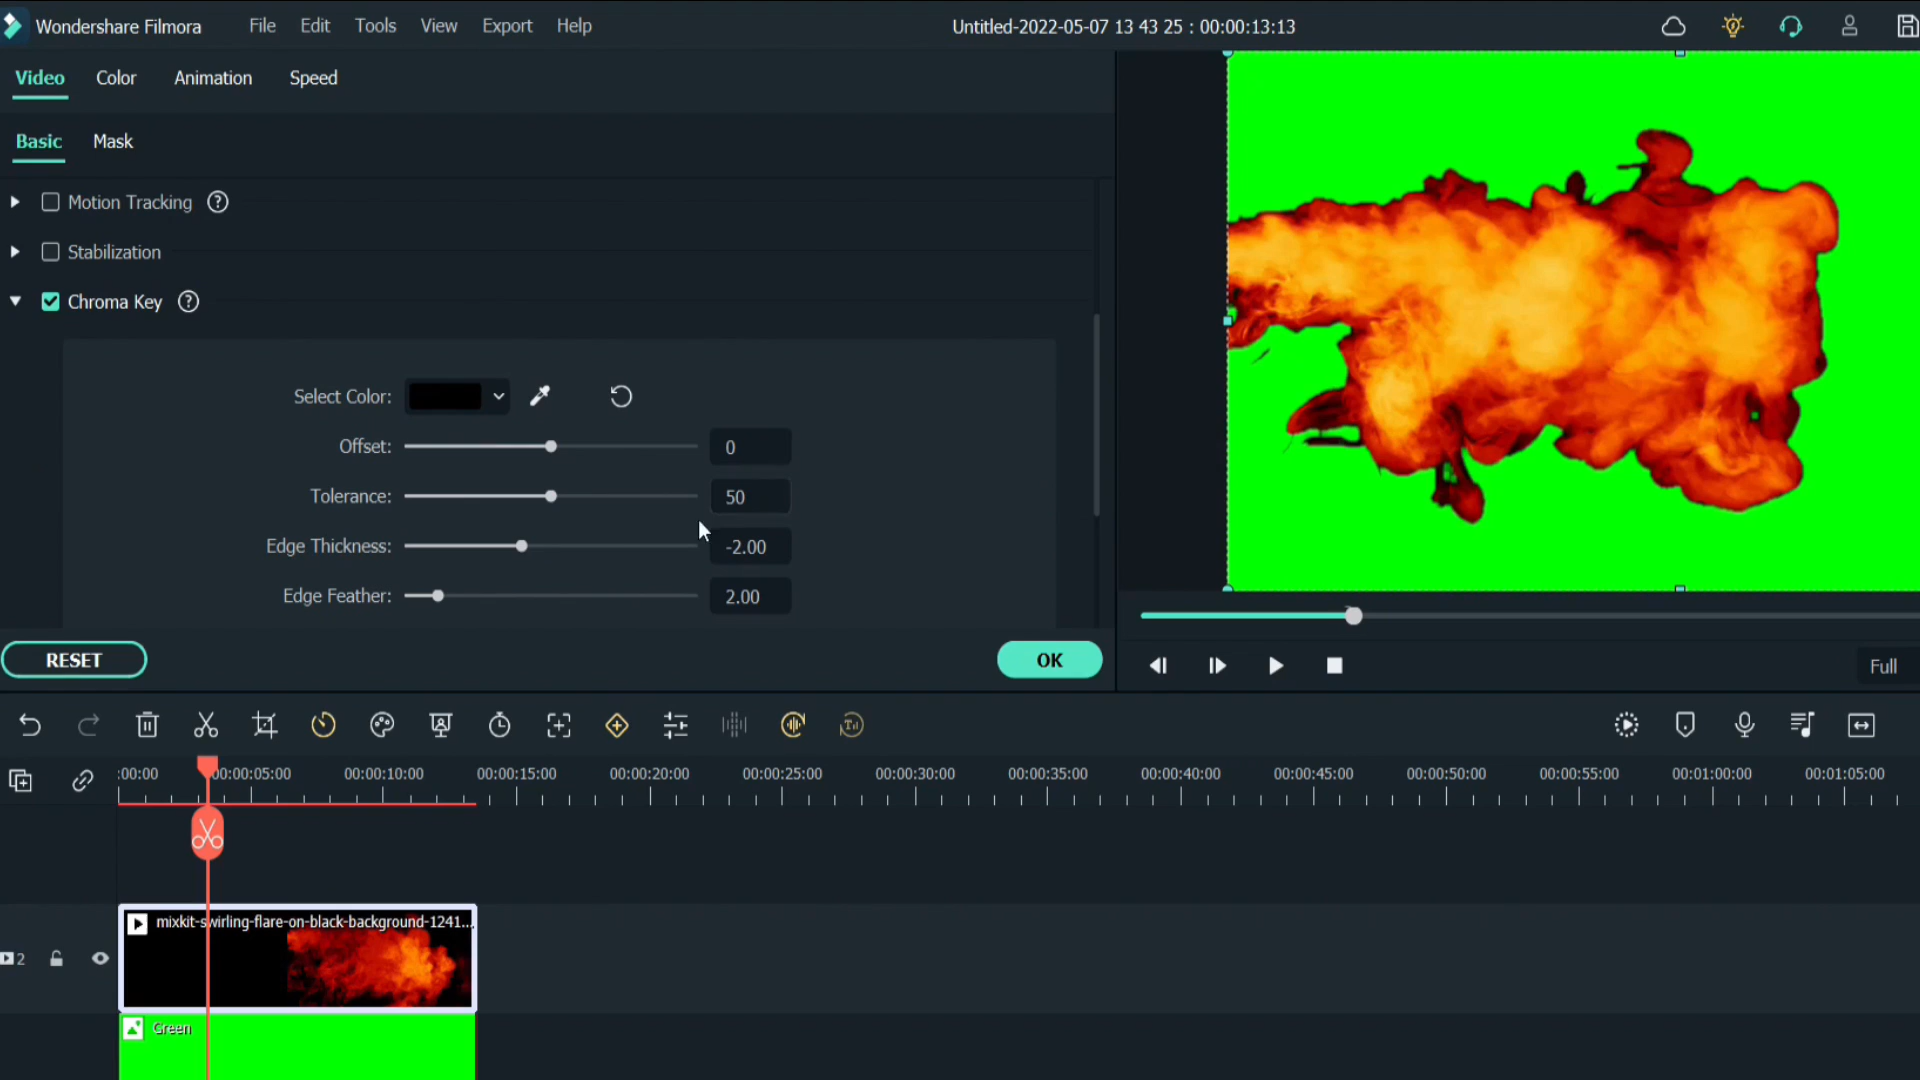 Wondershare Filmora File Edit Tools View Export Help Untitled-2022-05-07 13 43 25 : 00:00:13:13
Video Color Animation Speed
Basic Mask
Motion Tracking ?
Stabilization
Chroma Key ?
Select Color:
Offset: 0
Tolerance: 50
Edge Thickness: -2.00
Edge Feather: 2.00
RESET OK Full
:00:00 00:00:05:00 00:00:10:00 00:00:15:00 00:00:20:00 00:00:25:00 00:00:30:00 00:00:35:00 00:00:40:00 00:00:45:00 00:00:50:00 00:00:55:00 00:01:00:00 00:01:05:00
mixkit-swirling-flare-on-black-background-1241...
2
Green